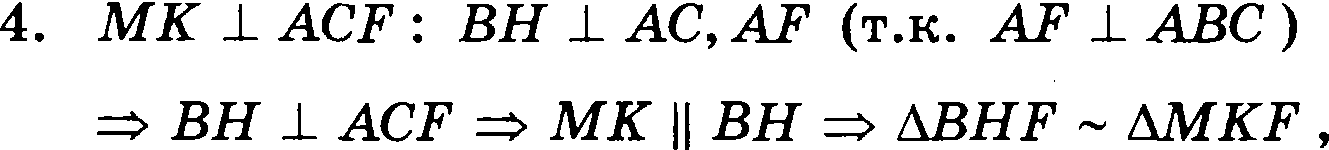 4. MK ⊥ ACF : BH ⊥ AC, AF (т.к. AF ⊥ ABC )
⇒ BH ⊥ ACF ⇒ MK ∥ BH ⇒ ΔBHF ~ ΔMKF ,